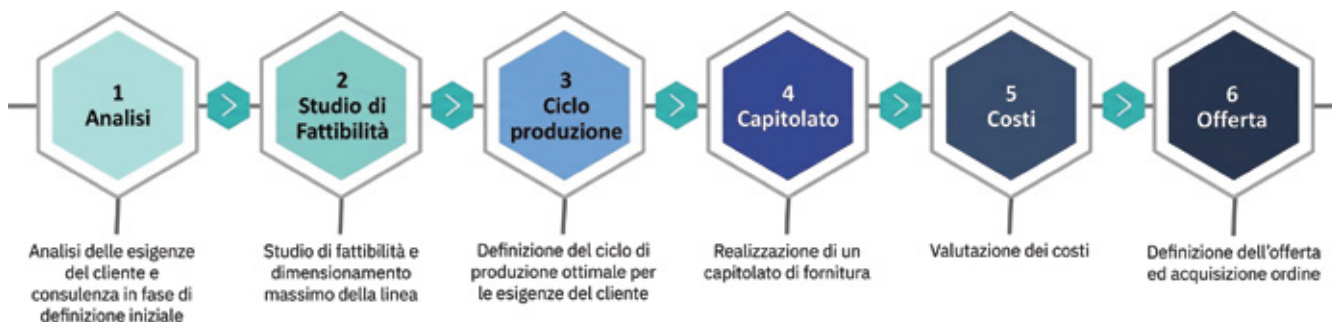 1
Analisi
2
Studio di
Fattibilità
3
Ciclo
produzione
4
Capitolato
5
Costi
6
Offerta
Analisi delle esigenze
del cliente e
consulenza in fase di
definizione iniziale
Studio di fattibilità e
dimensionamento
massimo della linea
Definizione del ciclo di
produzione ottimale per
le esigenze del cliente
Realizzazione di un
capitolato di fornitura
Valutazione dei costi
Definizione dell'offerta
ed acquisizione ordine